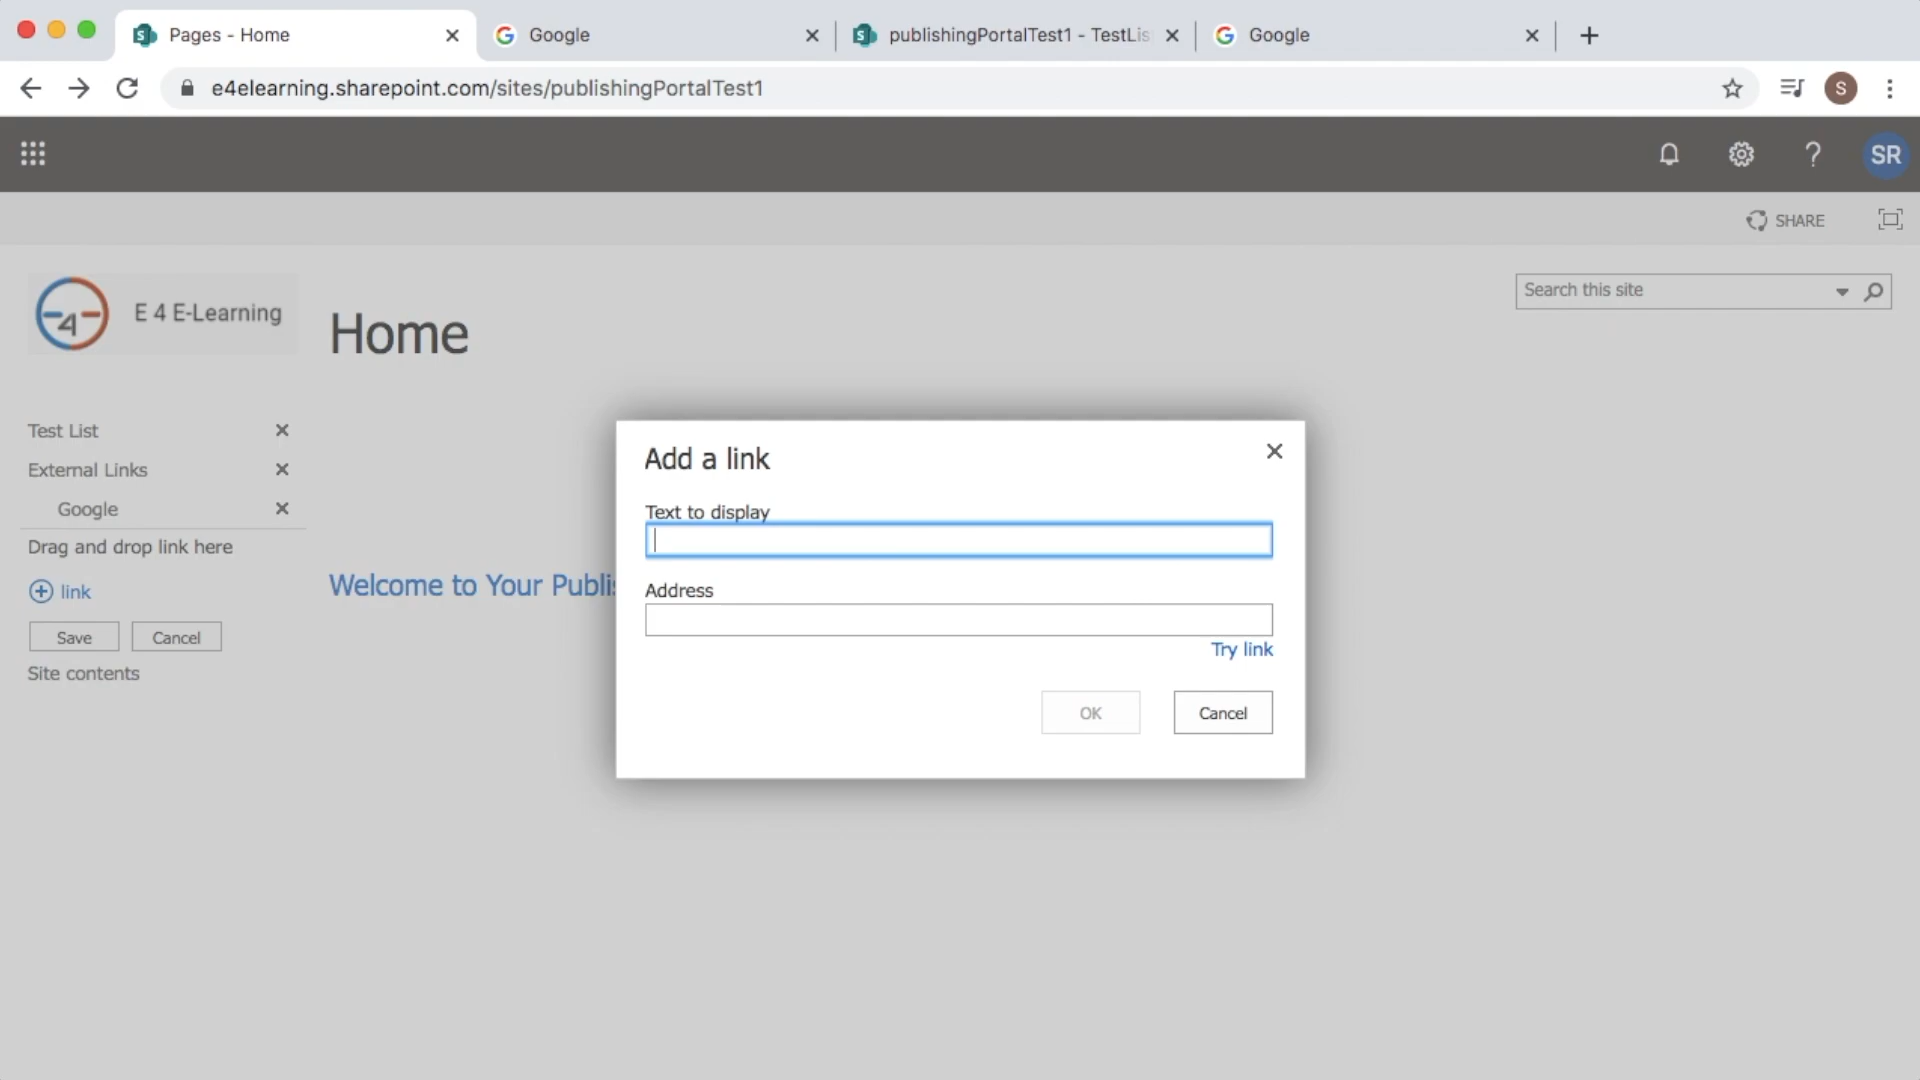 Pages - Home
Google
publishingPortalTest1 - TestLis
Google
e4elearning.sharepoint.com/sites/publishingPortalTest1
S
SR
SHARE
4
E 4 E-Learning
Home
Search this site
Test List
External Links
Google
Drag and drop link here
link
Save
Cancel
Site contents
Welcome to Your Publis
Add a link
Text to display
Address
Try link
OK
Cancel